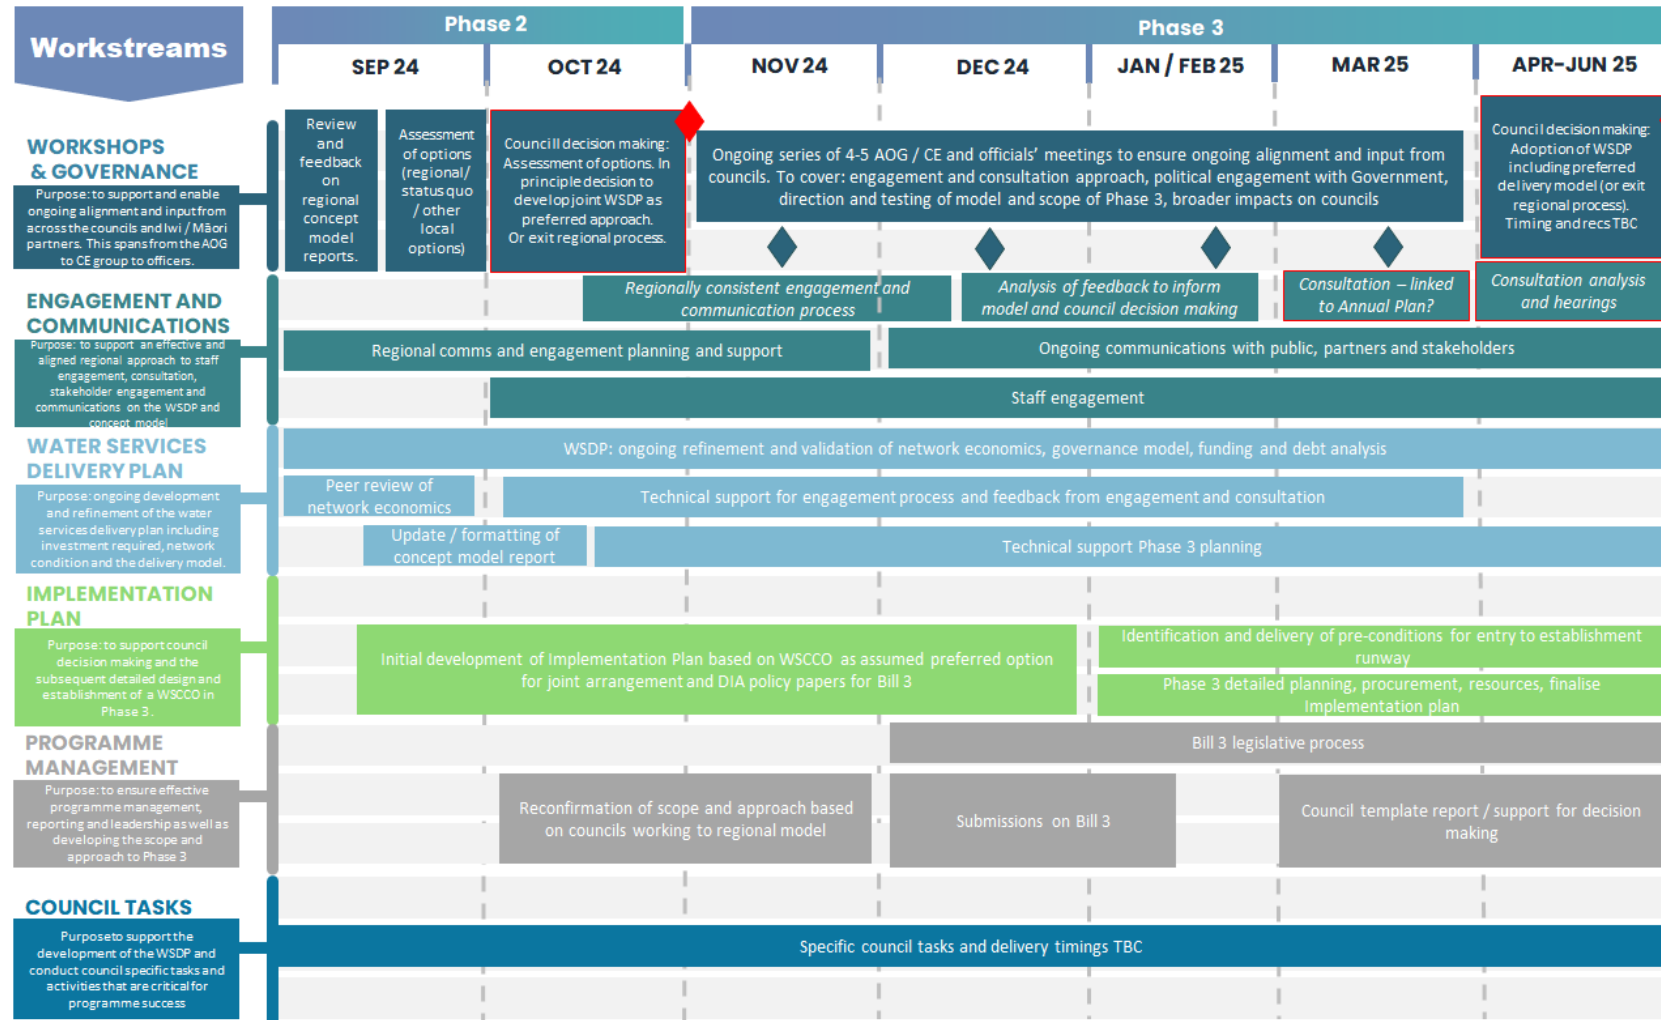 Workstreams
Phase 2
Phase 3
SEP 24
OCT 24
NOV 24
DEC 24
JAN / FEB 25
MAR 25
APR-JUN 25
WORKSHOPS
& GOVERNANCE
Purpose: to support and enable
ongoing alignment and input from
across the councils and Iwi / Māori
partners. This spans from the AOG
to CE group to officers.
Review
and
feedback
on
regional
concept
model
reports.
Assessment
of options
(regional/
status quo
/ other
local
options)
Councill decision making:
Assessment of options. In
principle decision to
develop joint WSDP as
preferred approach.
Or exit regional process.
Ongoing series of 4-5 AOG / CE and officials' meetings to ensure ongoing alignment and input from
councils. To cover: engagement and consultation approach, political engagement with Government,
direction and testing of model and scope of Phase 3, broader impacts on councils
Council decision making:
Adoption of WSDP
including preferred
delivery model (or exit
regional process).
Timing and recs TBC
ENGAGEMENT AND
COMMUNICATIONS
Purpose: to support an effective and
aligned regional approach to staff
engagement, consultation,
stakeholder engagement and
communications on the WSDP and
concept model
Regionally consistent engagement and
communication process
Analysis of feedback to inform
model and council decision making
Consultation – linked
to Annual Plan?
Consultation analysis
and hearings
Regional comms and engagement planning and support
Ongoing communications with public, partners and stakeholders
Staff engagement
WATER SERVICES
DELIVERY PLAN
Purpose: ongoing development
and refinement of the water
services delivery plan including
investment required, network
condition and the delivery model.
WSDP: ongoing refinement and validation of network economics, governance model, funding and debt analysis
Peer review of
network economics
Technical support for engagement process and feedback from engagement and consultation
Update / formatting of
concept model report
Technical support Phase 3 planning
IMPLEMENTATION
PLAN
Purpose: to support council
decision making and the
subsequent detailed design and
establishment of a WSCCO in
Phase 3.
Initial development of Implementation Plan based on WSCCO as assumed preferred option
for joint arrangement and DIA policy papers for Bill 3
Identification and delivery of pre-conditions for entry to establishment
runway
Phase 3 detailed planning, procurement, resources, finalise
Implementation plan
PROGRAMME
MANAGEMENT
Purpose: to ensure effective
programme management,
reporting and leadership as well as
developing the scope and
approach to Phase 3
Bill 3 legislative process
Reconfirmation of scope and approach based
on councils working to regional model
Submissions on Bill 3
Council template report / support for decision
making
COUNCIL TASKS
Purpose to support the
development of the WSDP and
conduct council specific tasks and
activities that are critical for
programme success
Specific council tasks and delivery timings TBC